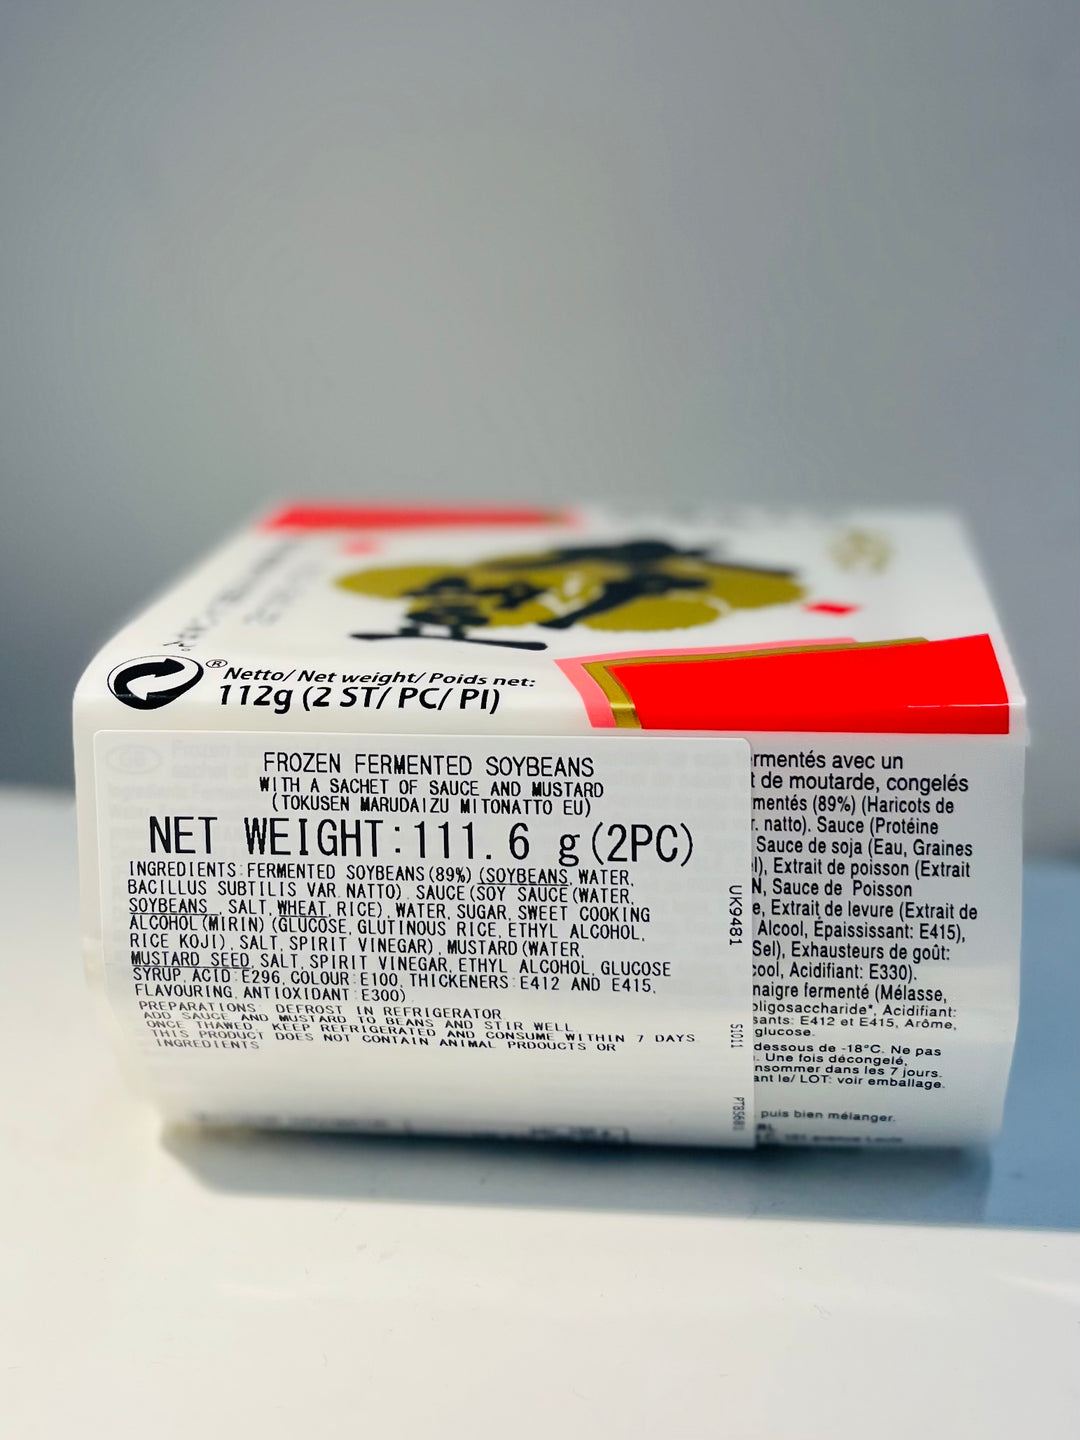 ®
Netto/ Net weight/ Poids net:
112g (2 ST/ PC/ PI)
FROZEN FERMENTED SOYBEANS
WITH A SACHET OF SAUCE AND MUSTARD
(TOKUSEN MARUDAIZU MITONATTO EU)
NET WEIGHT:111.6 g(2PC)
INGREDIENTS:FERMENTED SOYBEANS(89%) (SOYBEANS, WATER,
BACILLUS SUBTILIS VAR. NATTO), SAUCE(SOY SAUCE(WATER,
SOYBEANS, SALT, WHEAT, RICE), WATER, SUGAR, SWEET COOKING
ALCOHOL(MIRIN) (GLUCOSE, GLUTINOUS RICE, ETHYL ALCOHOL,
RICE KOJI), SALT, SPIRIT VINEGAR), MUSTARD(WATER,
MUSTARD SEED, SALT, SPIRIT VINEGAR, ETHYL ALCOHOL, GLUCOSE
SYRUP, ACID:E296, COLOUR:E100, THICKENERS:E412 AND E415,
FLAVOURING, ANTIOXIDANT:E300)
PREPARATIONS: DEFROST IN REFRIGERATOR.
ADD SAUCE AND MUSTARD TO BEANS AND STIR WELL.
ONCE THAWED, KEEP REFRIGERATED AND CONSUME WITHIN 7 DAYS.
THIS PRODUCT DOES NOT CONTAIN ANIMAL PRDOUCTS OR
INGREDIENTS
UK9481
51011
rmentés avec un
t de moutarde, congelés
mentés (89%) (Haricots de
r. natto). Sauce (Protéine
Sauce de soja (Eau, Graines
l), Extrait de poisson (Extrait
N, Sauce de Poisson
e, Extrait de levure (Extrait de
Alcool, Épaississant: E415),
Sel), Exhausteurs de goût:
cool, Acidifiant: E330).
naigre fermenté (Mélasse,
oligosaccharide*, Acidifiant:
sants: E412 et E415, Arôme,
glucose.
dessous de -18°C. Ne pas
. Une fois décongelé,
nsommer dans les 7 jours.
ant le/ LOT: voir emballage.
puis bien mélanger.